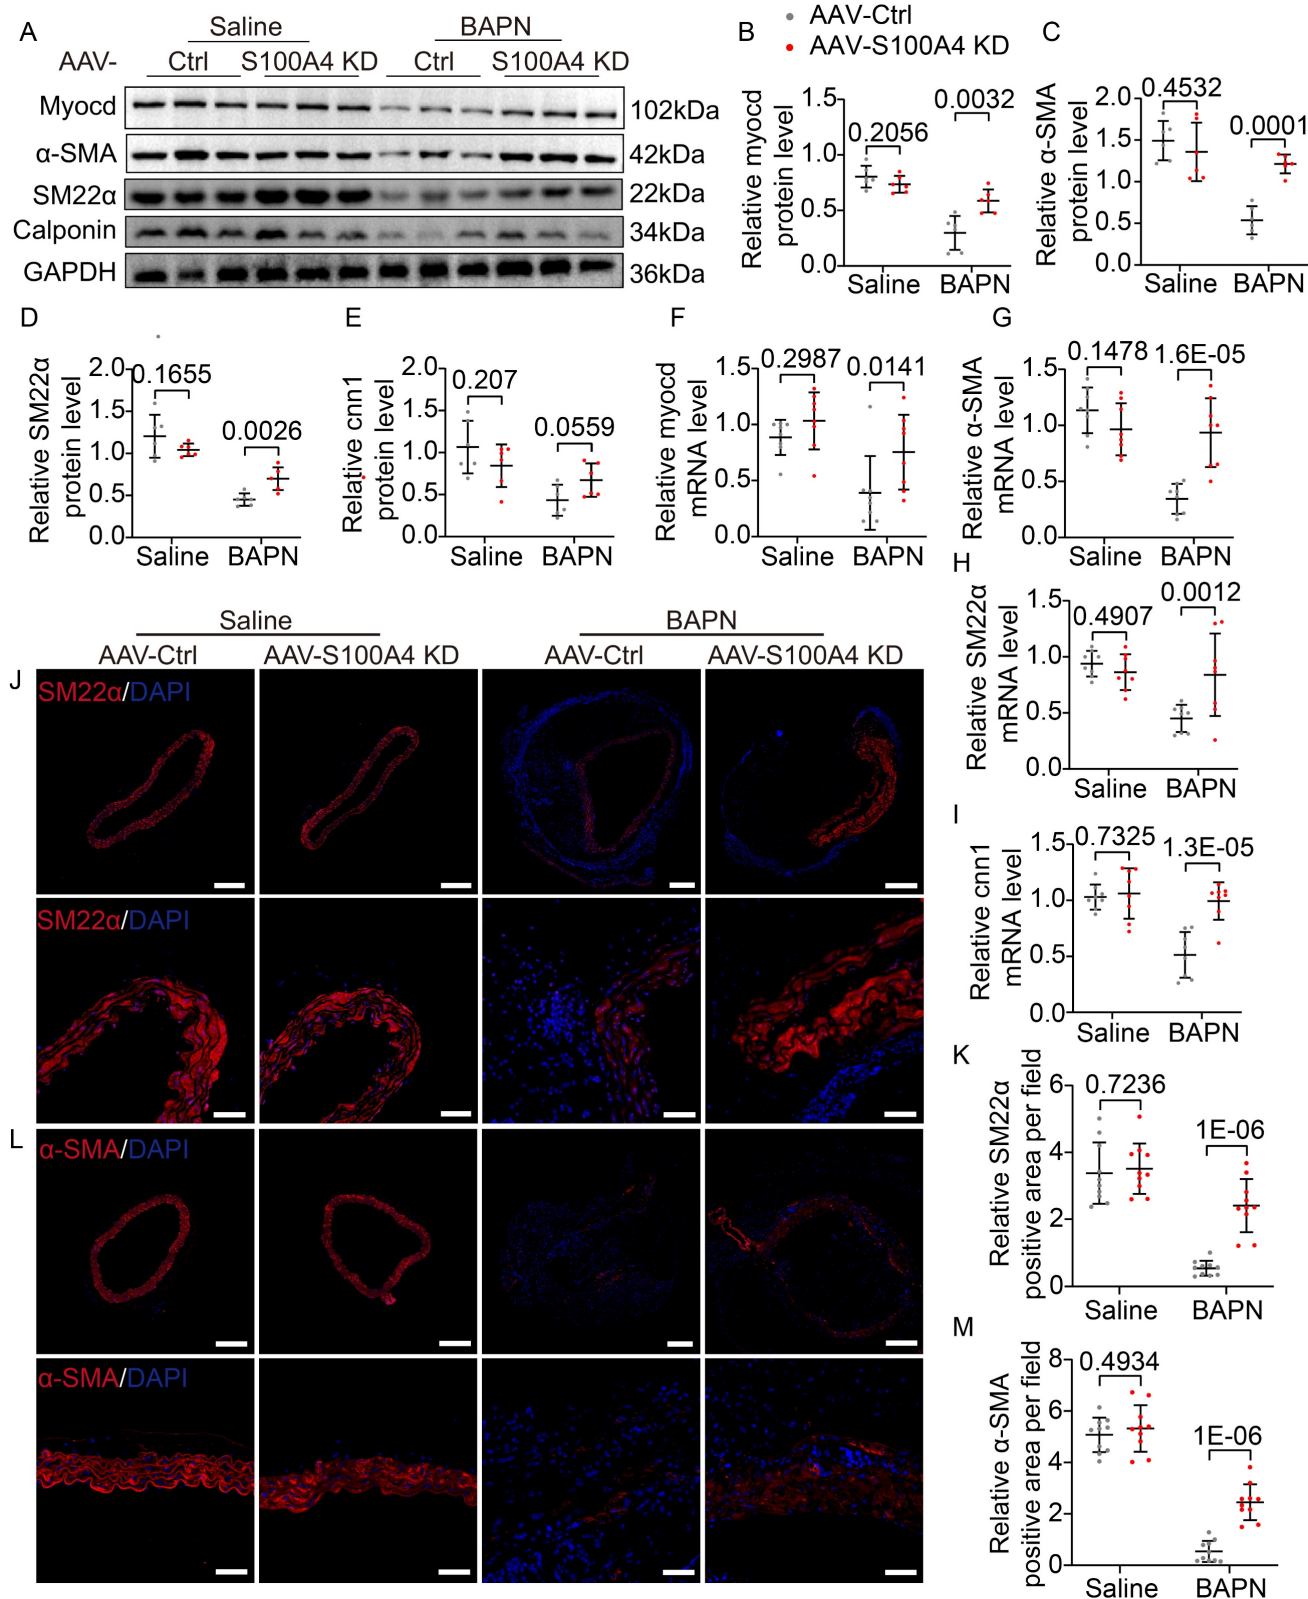 A
Saline
BAPN
AAV-
Ctrl
S100A4 KD
Ctrl
S100A4 KD
Myocd
102kDa
α-SMA
42kDa
SM22α
22kDa
Calponin
34kDa
GAPDH
36kDa
AAV-Ctrl
AAV-S100A4 KD
B
Relative myocd
protein level
1.5
1.0
0.5
0.0
0.2056
0.0032
Saline
BAPN
C
Relative α-SMA
protein level
2.0
1.5
1.0
0.5
0.0
0.4532
0.0001
Saline
BAPN
D
Relative SM22α
protein level
2.0
1.5
1.0
0.5
0.0
0.1655
0.0026
Saline
BAPN
E
Relative cnn1
protein level
2.0
1.5
1.0
0.5
0.0
0.207
0.0559
Saline
BAPN
F
Relative myocd
mRNA level
1.5
1.0
0.5
0.0
0.2987
0.0141
Saline
BAPN
G
Relative α-SMA
mRNA level
1.5
1.0
0.5
0.0
0.1478
1.6E-05
Saline
BAPN
H
Relative SM22α
mRNA level
1.5
1.0
0.5
0.0
0.4907
0.0012
Saline
BAPN
I
Relative cnn1
mRNA level
1.5
1.0
0.5
0.0
0.7325
1.3E-05
Saline
BAPN
Saline
BAPN
AAV-Ctrl
AAV-S100A4 KD
AAV-Ctrl
AAV-S100A4 KD
J
SM22α/DAPI
SM22α/DAPI
K
Relative SM22α
positive area per field
6
4
2
0
0.7236
1E-06
Saline
BAPN
L
α-SMA/DAPI
α-SMA/DAPI
M
Relative α-SMA
positive area per field
8
6
4
2
0
0.4934
1E-06
Saline
BAPN